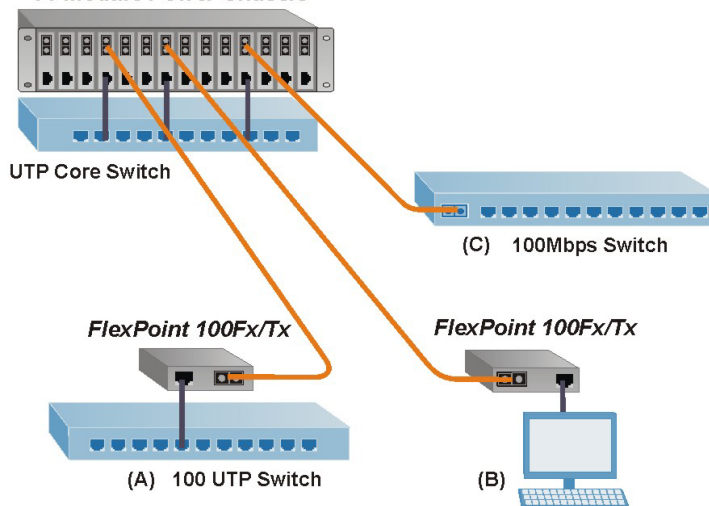 UTP Core Switch
(C) 100Mbps Switch
FlexPoint 100Fx/Tx
FlexPoint 100Fx/Tx
(A) 100 UTP Switch
(B)